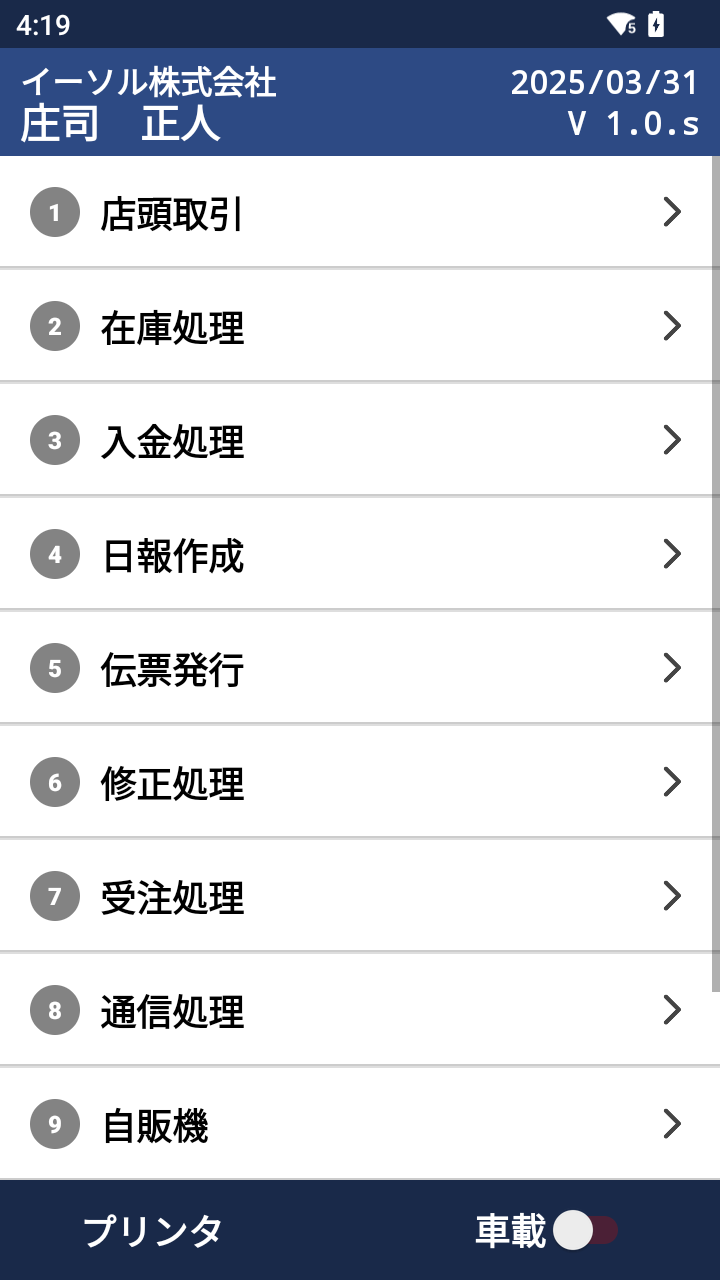 4:19
5
イーソル株式会社 2025/03/31
庄司　正人 V 1.0.s
1 店頭取引
2 在庫処理
3 入金処理
4 日報作成
5 伝票発行
6 修正処理
7 受注処理
8 通信処理
9 自販機
プリンタ 車載